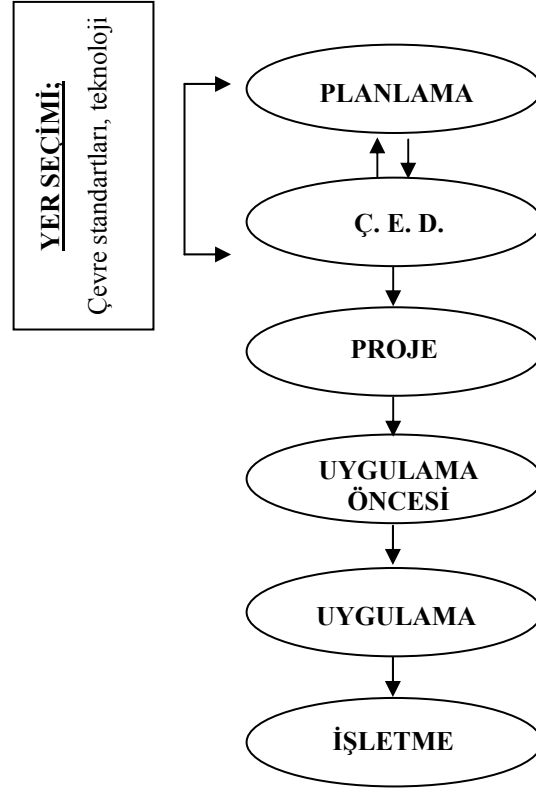 YER SEÇİMİ;
Çevre standartları, teknoloji
PLANLAMA
Ç. E. D.
PROJE
UYGULAMA
ÖNCESİ
UYGULAMA
İŞLETME